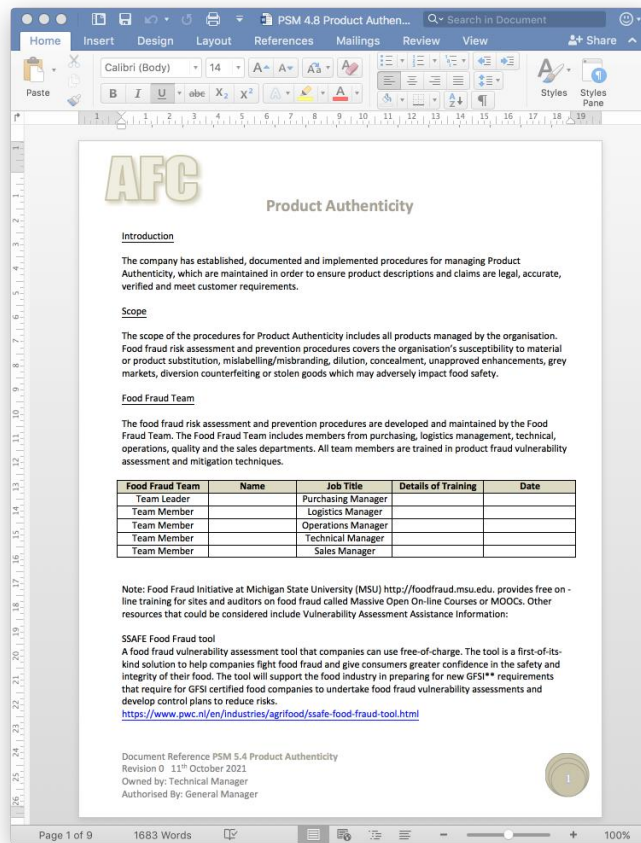 PSM 4.8 Product Authen...
Search in Document
Home Insert Design Layout References Mailings Review View Share
Paste
Calibri (Body) 14
Styles
Styles Pane
AFC
Product Authenticity
Introduction
The company has established, documented and implemented procedures for managing Product
Authenticity, which are maintained in order to ensure product descriptions and claims are legal, accurate,
verified and meet customer requirements.
Scope
The scope of the procedures for Product Authenticity includes all products managed by the organisation.
Food fraud risk assessment and prevention procedures covers the organisation's susceptibility to material
or product substitution, mislabelling/misbranding, dilution, concealment, unapproved enhancements, grey
markets, diversion counterfeiting or stolen goods which may adversely impact food safety.
Food Fraud Team
The food fraud risk assessment and prevention procedures are developed and maintained by the Food
Fraud Team. The Food Fraud Team includes members from purchasing, logistics management, technical,
operations, quality and the sales departments. All team members are trained in product fraud vulnerability
assessment and mitigation techniques.
Food Fraud Team Name Job Title Details of Training Date
Team Leader Purchasing Manager
Team Member Logistics Manager
Team Member Operations Manager
Team Member Technical Manager
Team Member Sales Manager
Note: Food Fraud Initiative at Michigan State University (MSU) http://foodfraud.msu.edu. provides free on -
line training for sites and auditors on food fraud called Massive Open On-line Courses or MOOCs. Other
resources that could be considered include Vulnerability Assessment Assistance Information:
SSAFE Food Fraud tool
A food fraud vulnerability assessment tool that companies can use free-of-charge. The tool is a first-of-its-
kind solution to help companies fight food fraud and give consumers greater confidence in the safety and
integrity of their food. The tool will support the food industry in preparing for new GFSI** requirements
that require for GFSI certified food companies to undertake food fraud vulnerability assessments and
develop control plans to reduce risks.
https://www.pwc.nl/en/industries/agrifood/ssafe-food-fraud-tool.html
Document Reference PSM 5.4 Product Authenticity
Revision 0 11th October 2021
Owned by: Technical Manager
Authorised By: General Manager
1
Page 1 of 9 1683 Words 100%